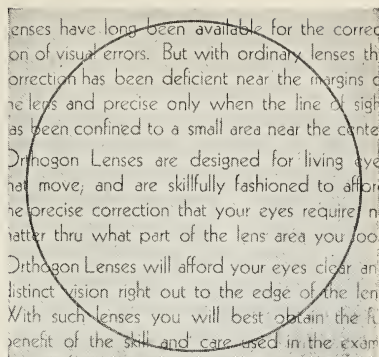 enses have long been available for the correc
on of visual errors. But with ordinary lenses th
orrection has been deficient near the margins o
he lens and precise only when the line of sigh
as been confined to a small area near the cente
Orthogon Lenses are designed for living eye
hat move; and are skillfully fashioned to affor
he precise correction that your eyes require n
natter thru what part of the lens area you loo
Orthogon Lenses will afford your eyes clear an
listinct vision right out to the edge of the len
With such lenses you will best obtain the fu
enefit of the skill and care used in the exam